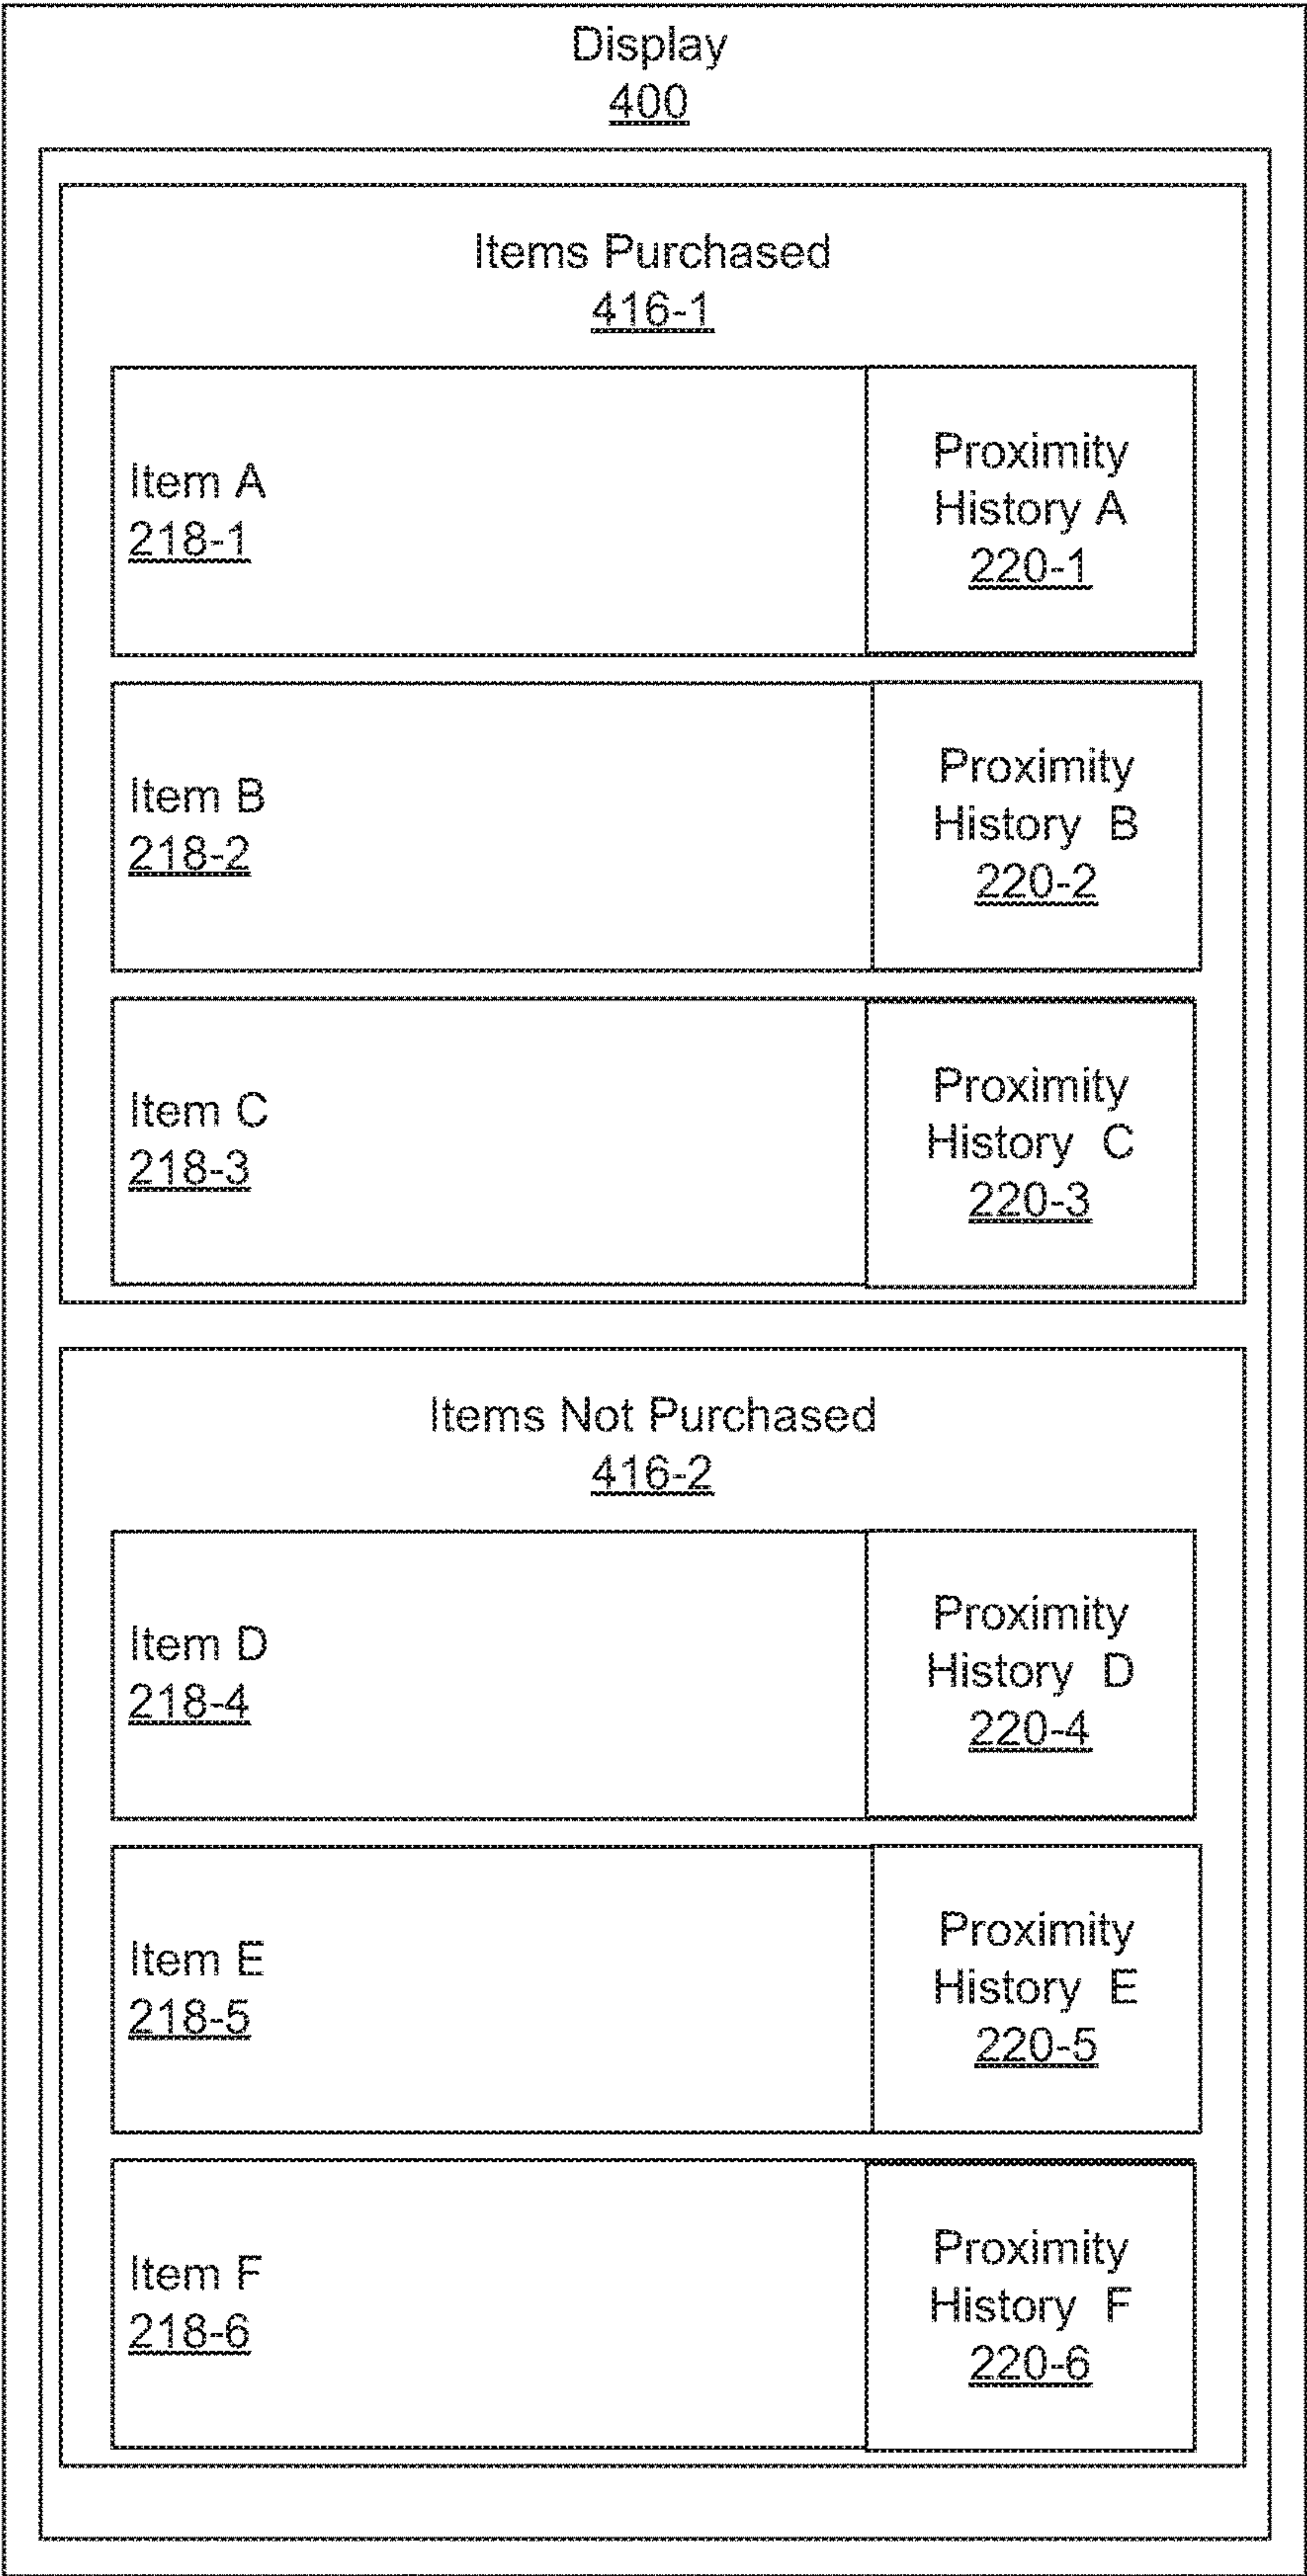 Display
400
Items Purchased
416-1
Item A
218-1
Proximity
History A
220-1
Item B
218-2
Proximity
History B
220-2
Item C
218-3
Proximity
History C
220-3
Items Not Purchased
416-2
Item D
218-4
Proximity
History D
220-4
Item E
218-5
Proximity
History E
220-5
Item F
218-6
Proximity
History F
220-6